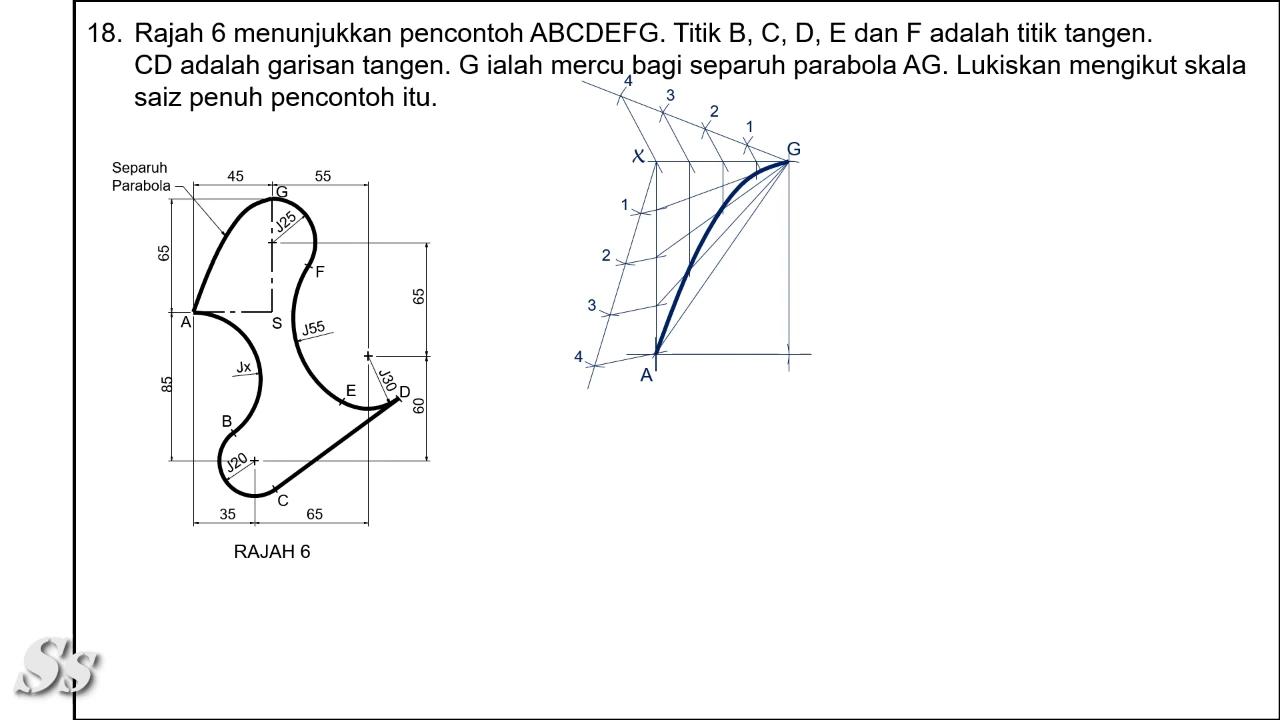 18. Rajah 6 menunjukkan pencontoh ABCDEFG. Titik B, C, D, E dan F adalah titik tangen.
CD adalah garisan tangen. G ialah mercu bagi separuh parabola AG. Lukiskan mengikut skala
saiz penuh pencontoh itu.
Separuh
Parabola
45
55
G
J25
65
F
A
S
J55
65
Jx
85
E
J30
D
60
B
J20
C
35
65
RAJAH 6
4
3
2
1
X
G
1
2
3
4
A
Ss